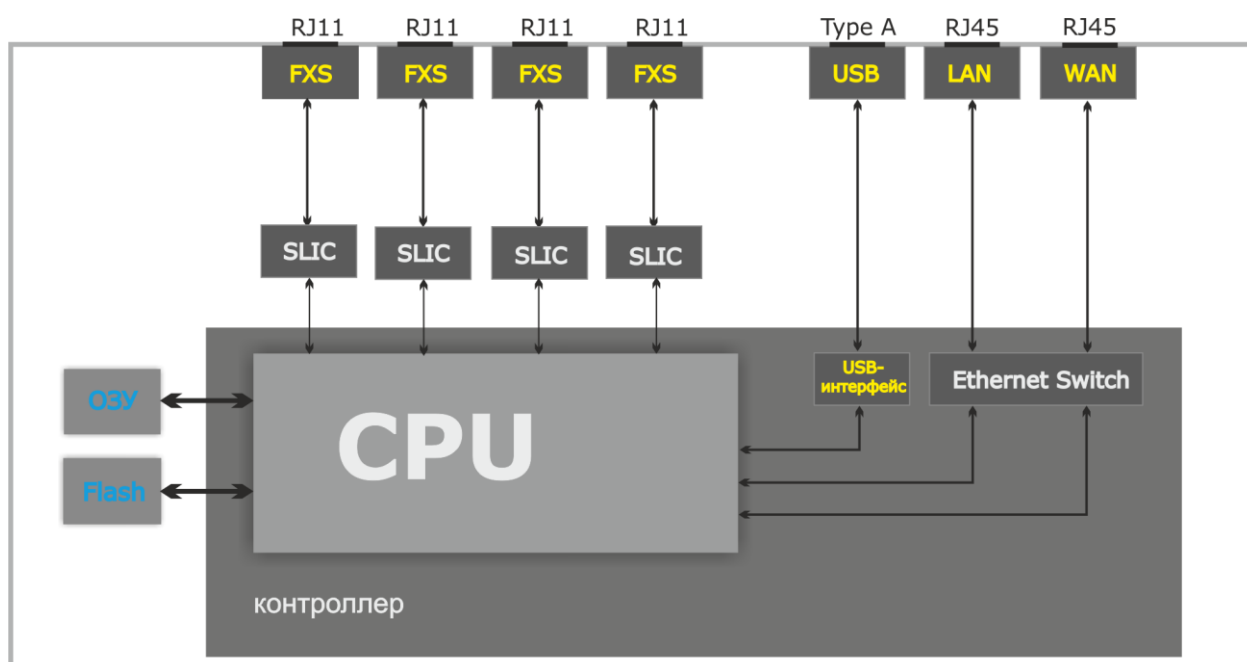 RJ11 RJ11 RJ11 RJ11 Type A RJ45 RJ45
FXS FXS FXS FXS USB LAN WAN
SLIC SLIC SLIC SLIC
USB-
интерфейс
Ethernet Switch
ОЗУ
CPU
Flash
контроллер